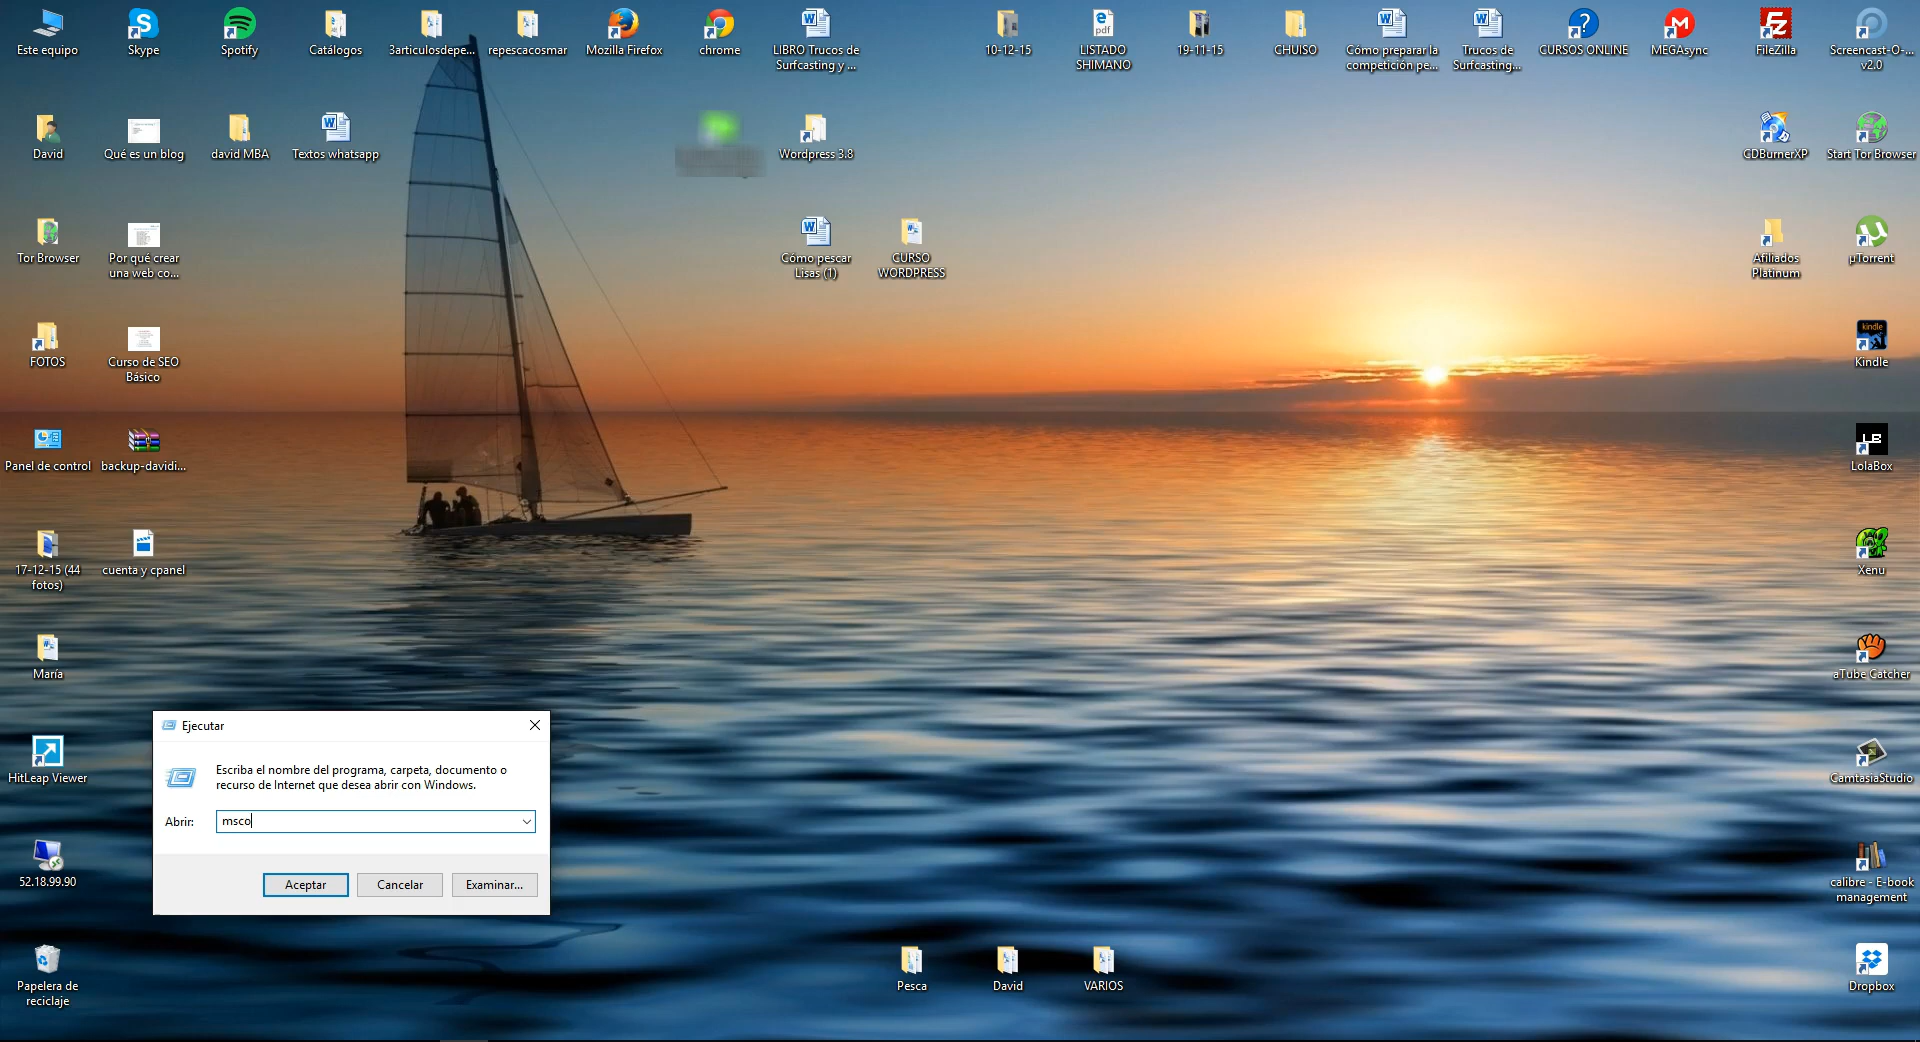 Este equipo
Skype
Spotify
Catálogos
3articulosdepe...
repescacosmar
Mozilla Firefox
chrome
LIBRO Trucos de
Surfcasting y ...
10-12-15
pdf
LISTADO
SHIMANO
19-11-15
CHUISO
Cómo preparar la
competición pe...
Trucos de
Surfcasting...
CURSOS ONLINE
MEGAsync
FileZilla
Screencast-O-...
v2.0
David
Qué es un blog
david MBA
Textos whatsapp
Wordpress 3.8
CDBurnerXP
Start Tor Browser
Tor Browser
Por qué crear
una web co...
Cómo pescar
Lisas (1)
CURSO
WORDPRESS
Afiliados
Platinum
µTorrent
FOTOS
Curso de SEO
Básico
kindle
Kindle
Panel de control
backup-davidi...
LB
LolaBox
17-12-15 (44
fotos)
cuenta y cpanel
Xenu
María
aTube Catcher
HitLeap Viewer
CamtasiaStudio
Ejecutar
Escriba el nombre del programa, carpeta, documento o
recurso de Internet que desea abrir con Windows.
Abrir:
msco
Aceptar
Cancelar
Examinar...
52.18.99.90
calibre - E-book
management
Papelera de
reciclaje
Pesca
David
VARIOS
Dropbox